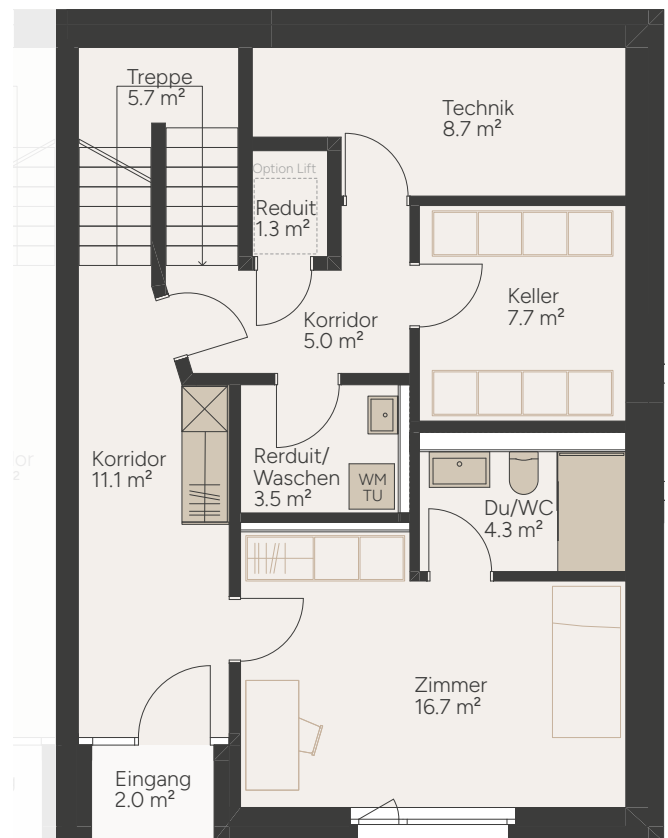 Treppe
5.7 m²
Technik
8.7 m²
Option Lift
Reduit
1.3 m²
Keller
7.7 m²
Korridor
5.0 m²
Korridor
11.1 m²
Rerduit/
Waschen
3.5 m²
WM
TU
Du/WC
4.3 m²
Zimmer
16.7 m²
Eingang
2.0 m²